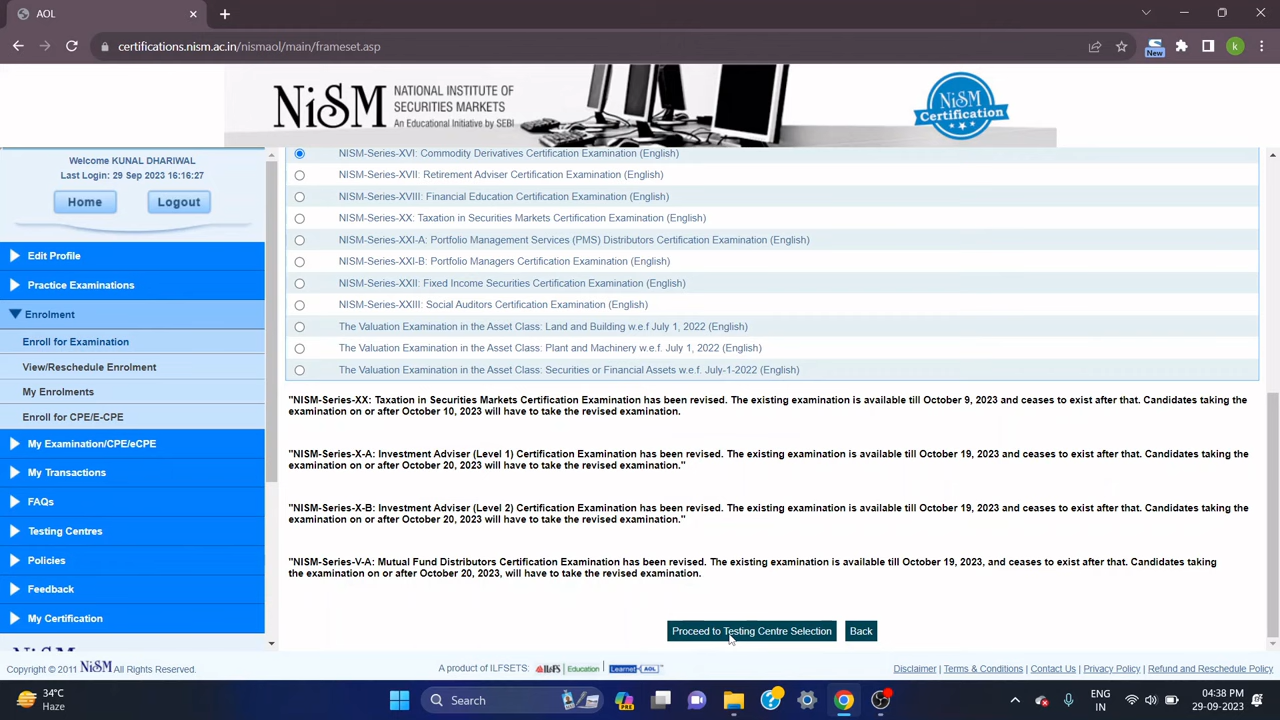 AOL
certifications.nism.ac.in/nismaol/main/frameset.asp
New
k
NiSM
NATIONAL INSTITUTE OF
SECURITIES MARKETS
An Educational Initiative by SEBI
NiSM
Certification
Welcome KUNAL DHARIWAL
Last Login: 29 Sep 2023 16:16:27
Home
Logout
Edit Profile
Practice Examinations
Enrolment
Enroll for Examination
View/Reschedule Enrolment
My Enrolments
Enroll for CPE/E-CPE
My Examination/CPE/eCPE
My Transactions
FAQs
Testing Centres
Policies
Feedback
My Certification
NISM-Series-XVI: Commodity Derivatives Certification Examination (English)
NISM-Series-XVII: Retirement Adviser Certification Examination (English)
NISM-Series-XVIII: Financial Education Certification Examination (English)
NISM-Series-XX: Taxation in Securities Markets Certification Examination (English)
NISM-Series-XXI-A: Portfolio Management Services (PMS) Distributors Certification Examination (English)
NISM-Series-XXI-B: Portfolio Managers Certification Examination (English)
NISM-Series-XXII: Fixed Income Securities Certification Examination (English)
NISM-Series-XXIII: Social Auditors Certification Examination (English)
The Valuation Examination in the Asset Class: Land and Building w.e.f July 1, 2022 (English)
The Valuation Examination in the Asset Class: Plant and Machinery w.e.f. July 1, 2022 (English)
The Valuation Examination in the Asset Class: Securities or Financial Assets w.e.f. July-1-2022 (English)
"NISM-Series-XX: Taxation in Securities Markets Certification Examination has been revised. The existing examination is available till October 9, 2023 and ceases to exist after that. Candidates taking the
examination on or after October 10, 2023 will have to take the revised examination.
"NISM-Series-X-A: Investment Adviser (Level 1) Certification Examination has been revised. The existing examination is available till October 19, 2023 and ceases to exist after that. Candidates taking the
examination on or after October 20, 2023 will have to take the revised examination."
"NISM-Series-X-B: Investment Adviser (Level 2) Certification Examination has been revised. The existing examination is available till October 19, 2023 and ceases to exist after that. Candidates taking the
examination on or after October 20, 2023 will have to take the revised examination."
"NISM-Series-V-A: Mutual Fund Distributors Certification Examination has been revised. The existing examination is available till October 19, 2023, and ceases to exist after that. Candidates taking
the examination on or after October 20, 2023, will have to take the revised examination.
Proceed to Testing Centre Selection
Back
Copyright © 2011 NiSM All Rights Reserved.
A product of ILFSETS: IL&FS Education Learnet AOL
Disclaimer | Terms & Conditions | Contact Us | Privacy Policy | Refund and Reschedule Policy
34°C
Haze
Search
ENG
IN
04:38 PM
29-09-2023